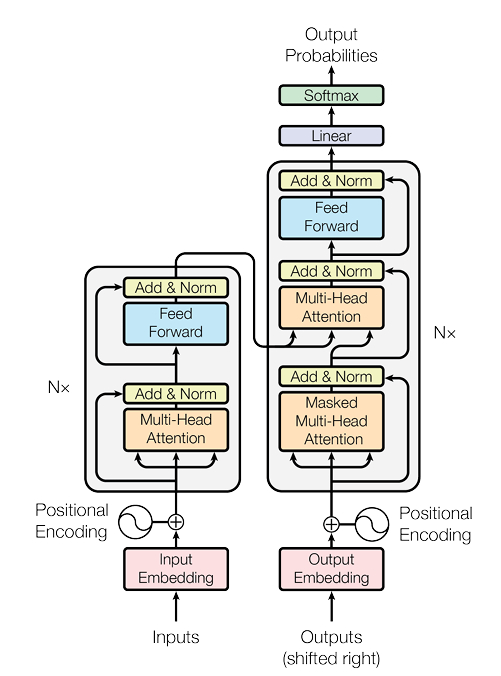 Output
Probabilities
Softmax
Linear
Add & Norm
Feed
Forward
Add & Norm
Multi-Head
Attention
Add & Norm
Masked
Multi-Head
Attention
N×
Add & Norm
Feed
Forward
Add & Norm
Multi-Head
Attention
N×
Positional
Encoding
Input
Embedding
Inputs
Positional
Encoding
Output
Embedding
Outputs
(shifted right)